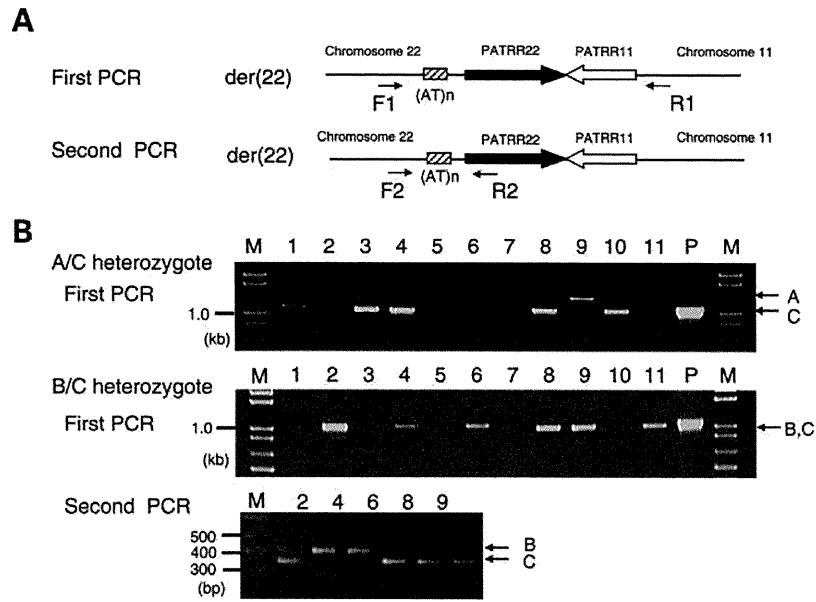 A
Chromosome 22 PATRR22 PATRR11 Chromosome 11
First PCR der(22)
F1 (AT)n R1
Chromosome 22 PATRR22 PATRR11 Chromosome 11
Second PCR der(22)
F2 (AT)n R2
B
M 1 2 3 4 5 6 7 8 9 10 11 P M
A/C heterozygote
First PCR
A
1.0 C
(kb)
B/C heterozygote
M 1 2 3 4 5 6 7 8 9 10 11 P M
First PCR
1.0 B,C
(kb)
Second PCR M 2 4 6 8 9
500
400 B
300 C
(bp)